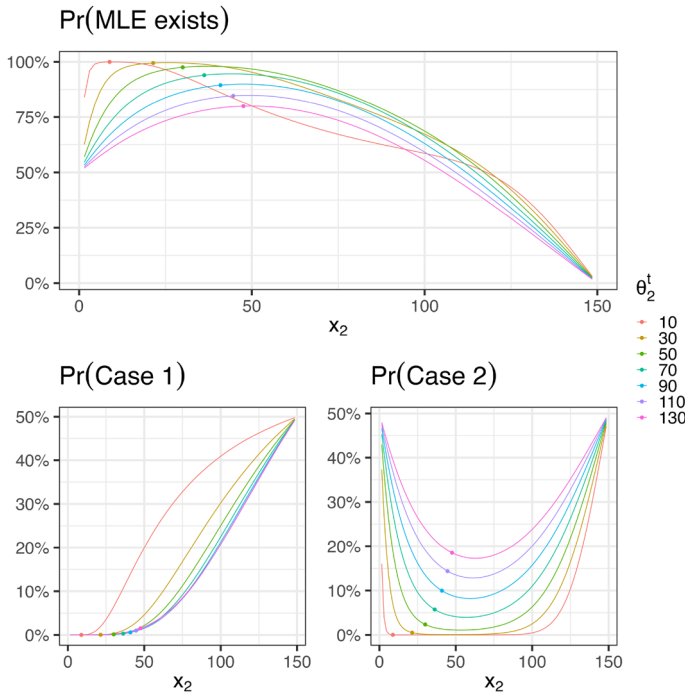 Pr(MLE exists)
100%
75%
50%
25%
0%
0 50 100 150
x₂
θ₂ᵗ
10
30
50
70
90
110
130
Pr(Case 1) Pr(Case 2)
50% 50%
40% 40%
30% 30%
20% 20%
10% 10%
0% 0%
0 50 100 150 0 50 100 150
x₂ x₂